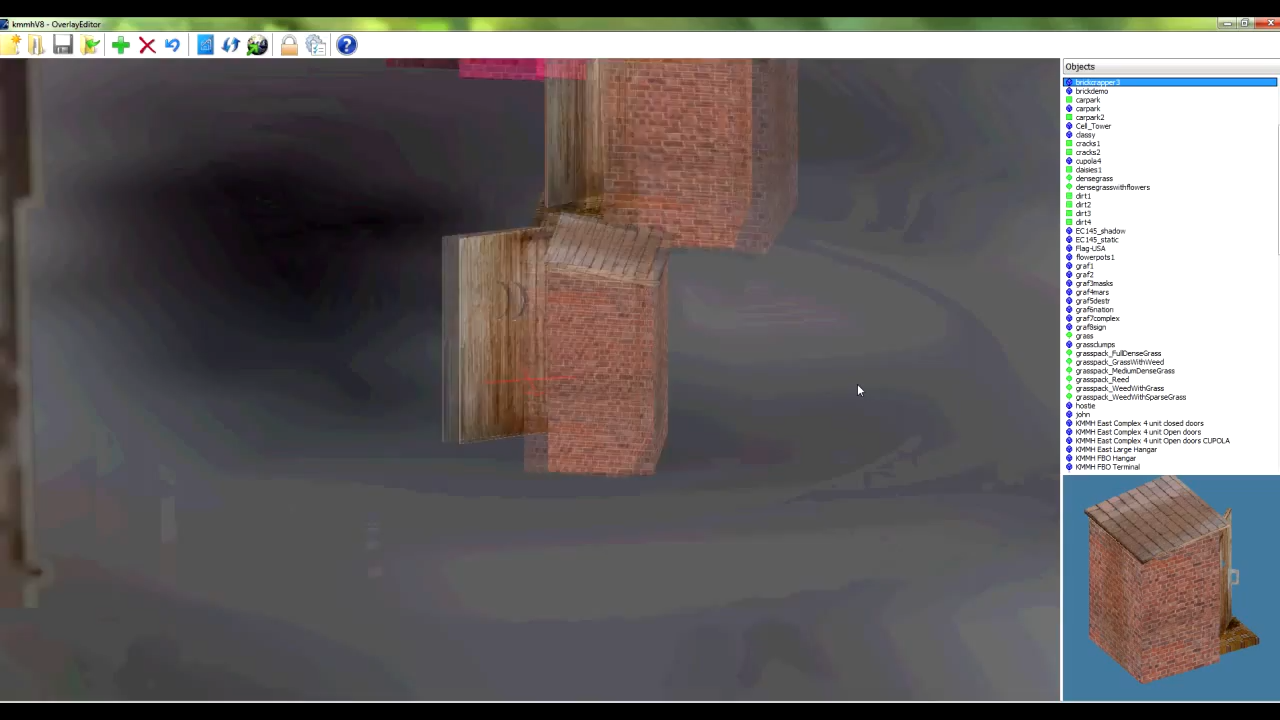 kmmhV8 - OverlayEditor
Objects
brickcrapper3
brickdemo
carpark
carpark
carpark2
Cell_Tower
classy
cracks1
cracks2
cupola4
daisies1
densegrass
densegrasswithflowers
dirt1
dirt2
dirt3
dirt4
EC145_shadow
EC145_static
Flag-USA
flowerpots1
graf1
graf2
graf3masks
graf4mars
graf5destr
graf6nation
graf7complex
graf8sign
grass
grassclumps
grasspack_FullDenseGrass
grasspack_GrassWithWeed
grasspack_MediumDenseGrass
grasspack_Reed
grasspack_WeedWithGrass
grasspack_WeedWithSparseGrass
hostie
john
KMMH East Complex 4 unit closed doors
KMMH East Complex 4 unit Open doors
KMMH East Complex 4 unit Open doors CUPOLA
KMMH East Large Hangar
KMMH FBO Hangar
KMMH FBO Terminal